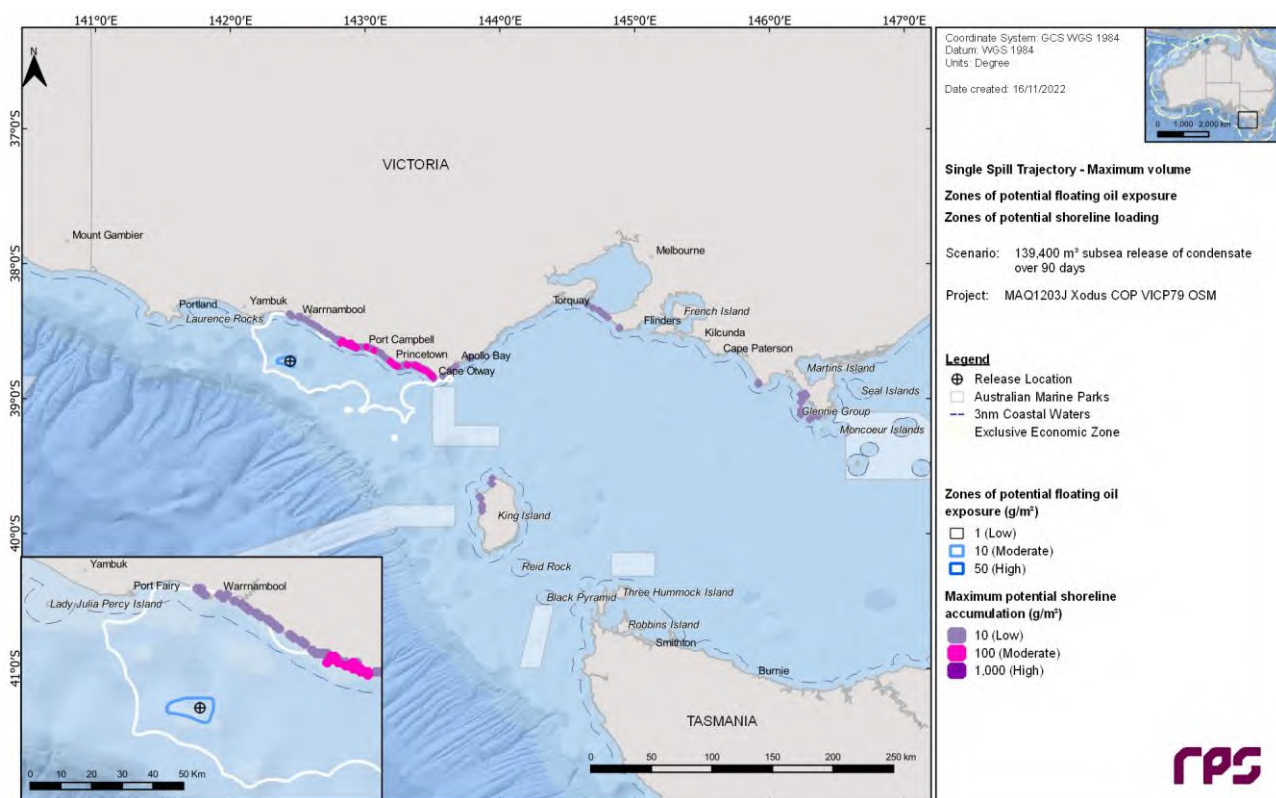 141°0'E
142°0'E
143°0'E
144°0'E
145°0'E
146°0'E
147°0'E
N
37°0'S
38°0'S
39°0'S
40°0'S
41°0'S
VICTORIA
Mount Gambier
Melbourne
Portland
Yambuk
Laurence Rocks
Warrnambool
Port Campbell
Princetown
Apollo Bay
Cape Otway
Torquay
Flinders
French Island
Kilcunda
Cape Paterson
Martins Island
Seal Islands
Glennie Group
Moncoeur Islands
King Island
Reid Rock
Black Pyramid
Three Hummock Island
Robbins Island
Smithton
Burnie
TASMANIA
0 50 100 150 200 250 km
Yambuk
Port Fairy
Warrnambool
Lady Julia Percy Island
0 10 20 30 40 50 Km
Coordinate System: GCS WGS 1984
Datum: WGS 1984
Units: Degree
Date created: 16/11/2022
0 1,000 2,000 km
Single Spill Trajectory - Maximum volume
Zones of potential floating oil exposure
Zones of potential shoreline loading
Scenario: 139,400 m³ subsea release of condensate
over 90 days
Project: MAQ1203J Xodus COP VICP79 OSM
Legend
Release Location
Australian Marine Parks
3nm Coastal Waters
Exclusive Economic Zone
Zones of potential floating oil
exposure (g/m²)
1 (Low)
10 (Moderate)
50 (High)
Maximum potential shoreline
accumulation (g/m²)
10 (Low)
100 (Moderate)
1,000 (High)
rps